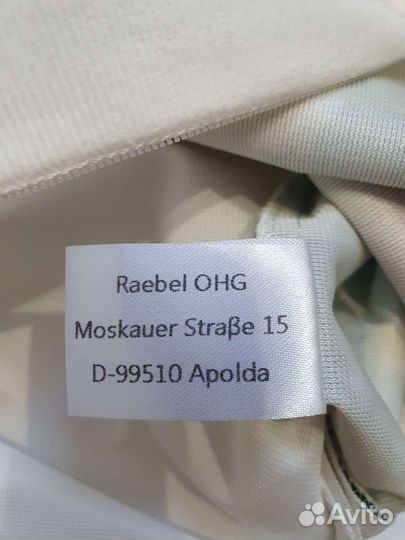 Raebel OHG
Moskauer Straße 15
D-99510 Apolda
Avito